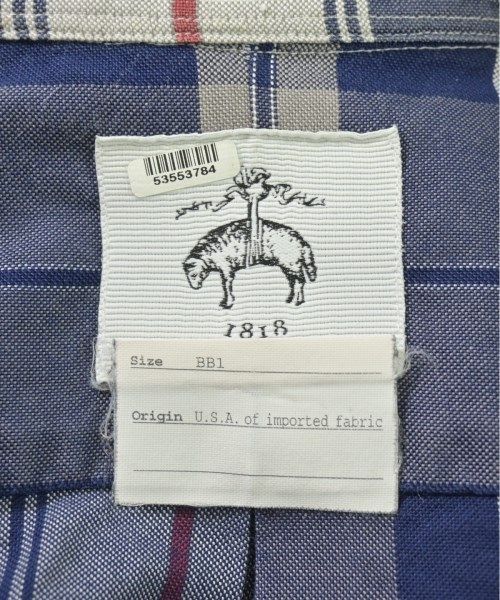 53553784
1818
Size BB1
Origin U.S.A. of imported fabric